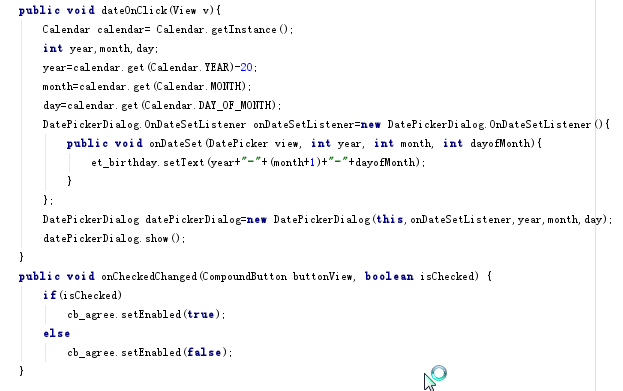 public void dateOnClick(View v){
Calendar calendar= Calendar.getInstance();
int year,month,day;
year=calendar.get(Calendar.YEAR)-20;
month=calendar.get(Calendar.MONTH);
day=calendar.get(Calendar.DAY_OF_MONTH);
DatePickerDialog.OnDateSetListener onDateSetListener=new DatePickerDialog.OnDateSetListener(){
public void onDateSet(DatePicker view, int year, int month, int dayofMonth){
et_birthday.setText(year+"-"+(month+1)+"-"+dayofMonth);
}
};
DatePickerDialog datePickerDialog=new DatePickerDialog(this,onDateSetListener,year,month,day);
datePickerDialog.show();
}
public void onCheckedChanged(CompoundButton buttonView, boolean isChecked) {
if(isChecked)
cb_agree.setEnabled(true);
else
cb_agree.setEnabled(false);
}